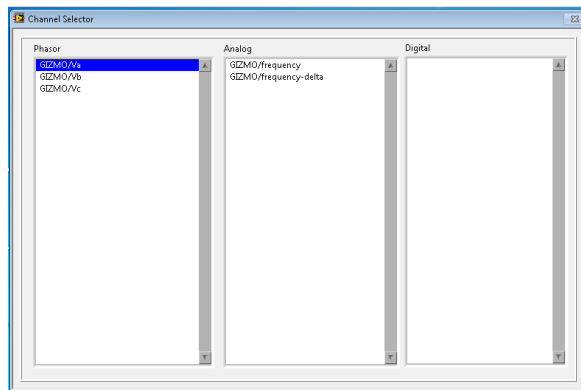 Channel Selector
Phasor
GIZMO/Va
GIZMO/Vb
GIZMO/Vc
Analog
GIZMO/frequency
GIZMO/frequency-delta
Digital